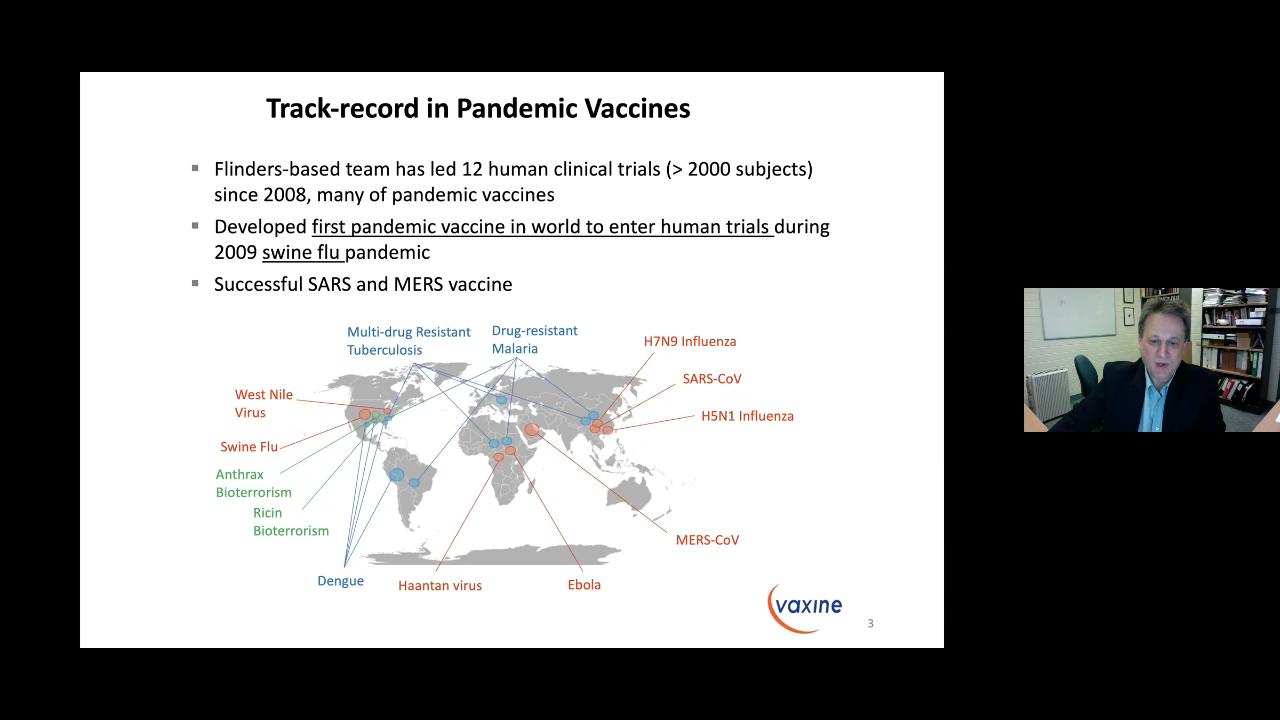 Track-record in Pandemic Vaccines
Flinders-based team has led 12 human clinical trials (> 2000 subjects)
since 2008, many of pandemic vaccines
Developed first pandemic vaccine in world to enter human trials during
2009 swine flu pandemic
Successful SARS and MERS vaccine
Multi-drug Resistant
Tuberculosis
Drug-resistant
Malaria
H7N9 Influenza
SARS-CoV
West Nile
Virus
H5N1 Influenza
Swine Flu
Anthrax
Bioterrorism
Ricin
Bioterrorism
MERS-CoV
Dengue
Haantan virus
Ebola
vaxine
3